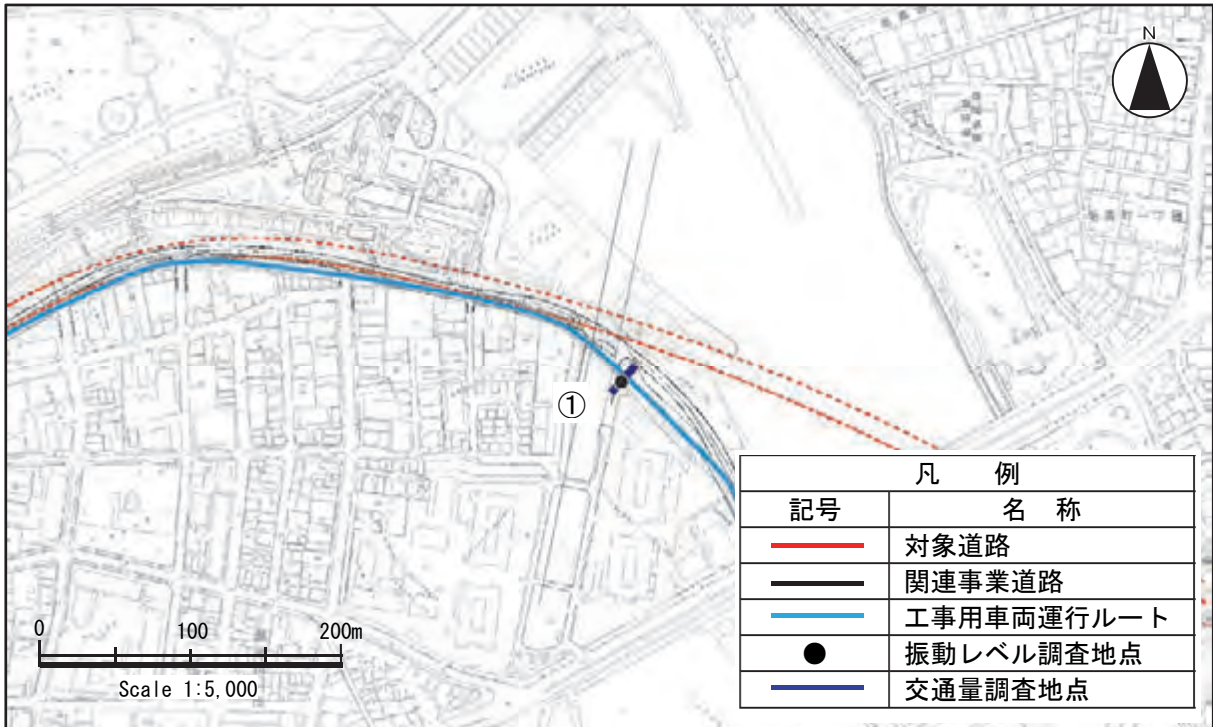 N
①
凡 例
記号 名 称
対象道路
関連事業道路
工事用車両運行ルート
振動レベル調査地点
交通量調査地点
0 100 200m
Scale 1:5,000